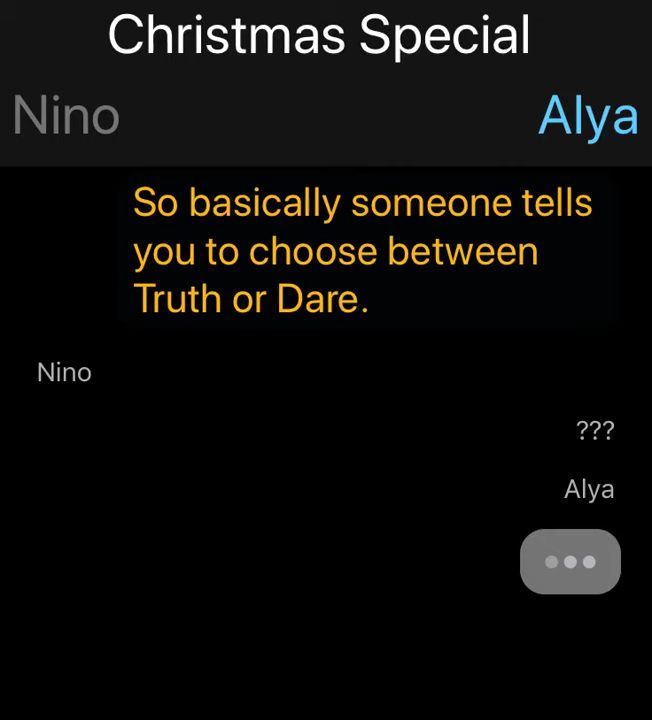 Christmas Special
Nino Alya
So basically someone tells
you to choose between
Truth or Dare.
Nino
???
Alya